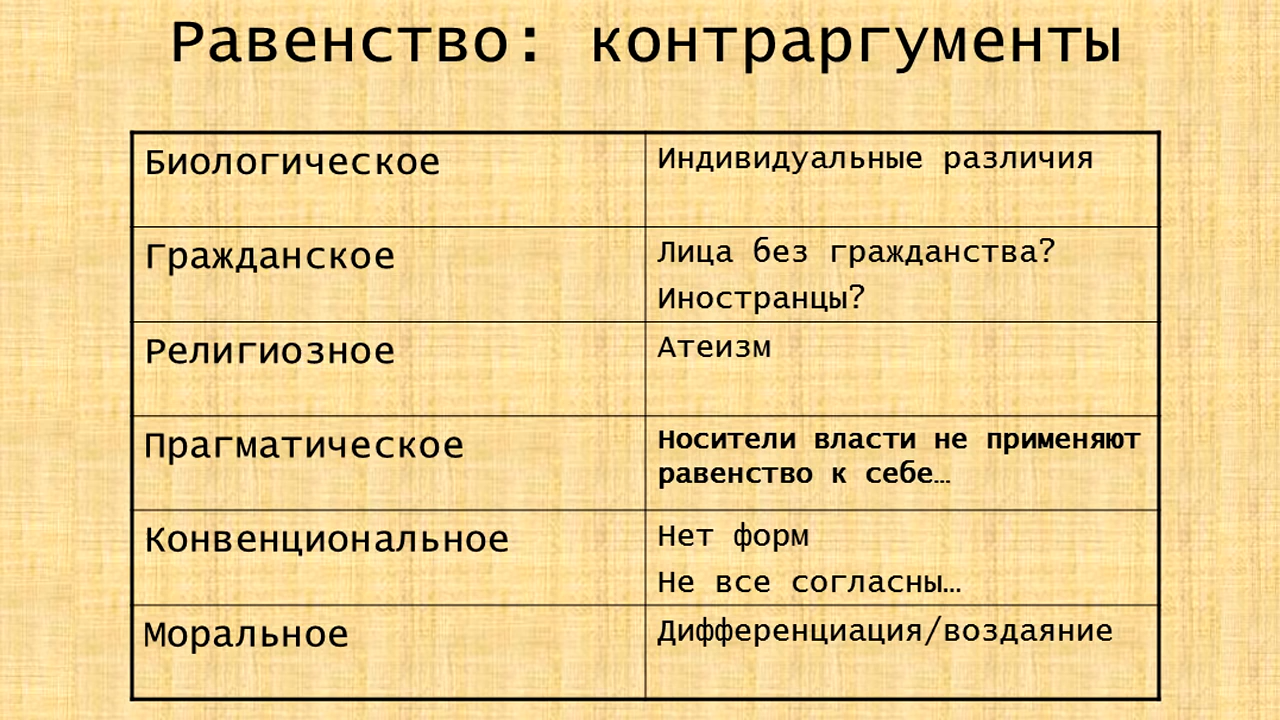 Равенство: контраргументы
Биологическое
Индивидуальные различия
Гражданское
Лица без гражданства?
Иностранцы?
Религиозное
Атеизм
Прагматическое
Носители власти не применяют
равенство к себе…
Конвенциональное
Нет форм
Не все согласны…
Моральное
Дифференциация/воздаяние